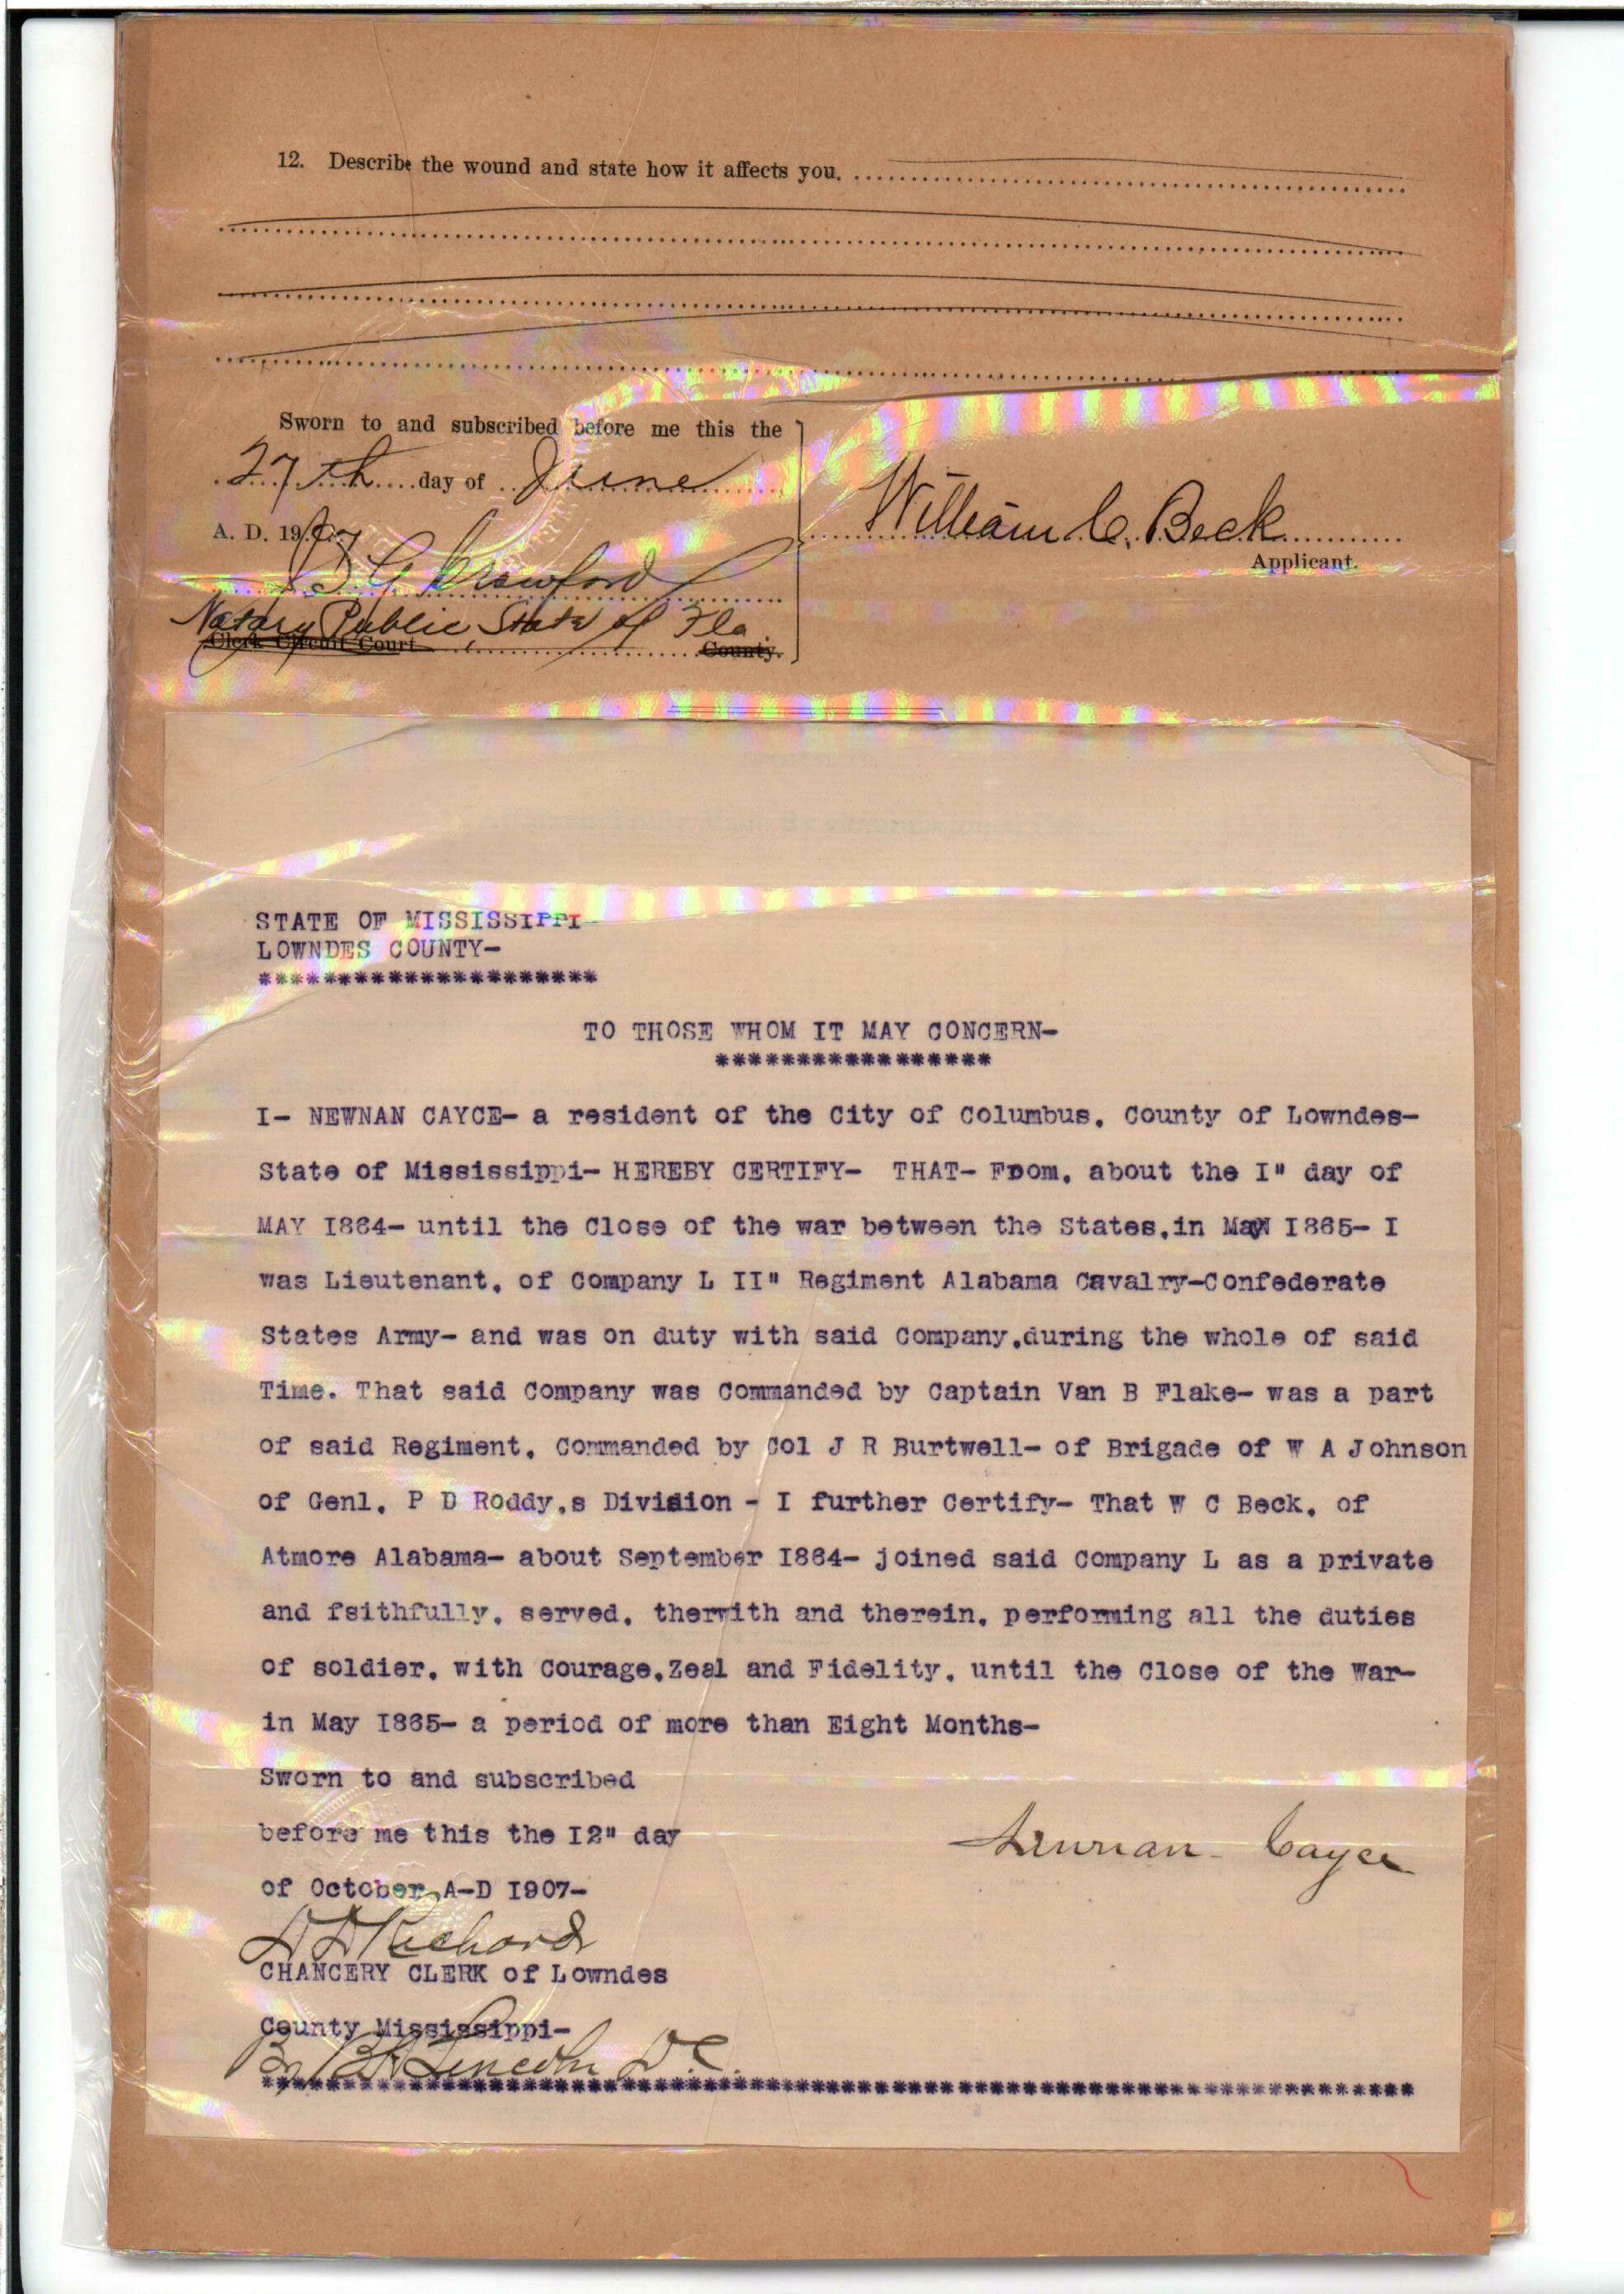 12. Describe the wound and state how it affects you.
Sworn to and subscribed before me this the
27th day of June
A. D. 1907
Crawford
Notary Public, State of Fla.
Clerk Circuit Court County.
William C. Beck
Applicant.
STATE OF MISSISSIPPI
LOWNDES COUNTY-
*********************
TO THOSE WHOM IT MAY CONCERN-
*****************
I- NEWNAN CAYCE- a resident of the City of Columbus. County of Lowndes-
State of Mississippi- HEREBY CERTIFY- THAT- From. about the I" day of
MAY I864- until the Close of the war between the States.in May I865- I
was Lieutenant. of Company L II" Regiment Alabama Cavalry-Confederate
States Army- and was on duty with said Company.during the whole of said
Time. That said Company was Commanded by Captain Van B Flake- was a part
of said Regiment. Commanded by Col J R Burtwell- of Brigade of W A Johnson
of Genl. P D Roddy.s Division - I further Certify- That W C Beck. of
Atmore Alabama- about September I864- joined said Company L as a private
and fsithfully. served. therwith and therein. performing all the duties
of soldier. with Courage.Zeal and Fidelity. until the Close of the War-
in May I865- a period of more than Eight Months-
Sworn to and subscribed
before me this the I2" day
of October.A-D I907-
Newnan Cayce
Richards
CHANCERY CLERK of Lowndes
County Mississippi-
By Lincoln D.C.